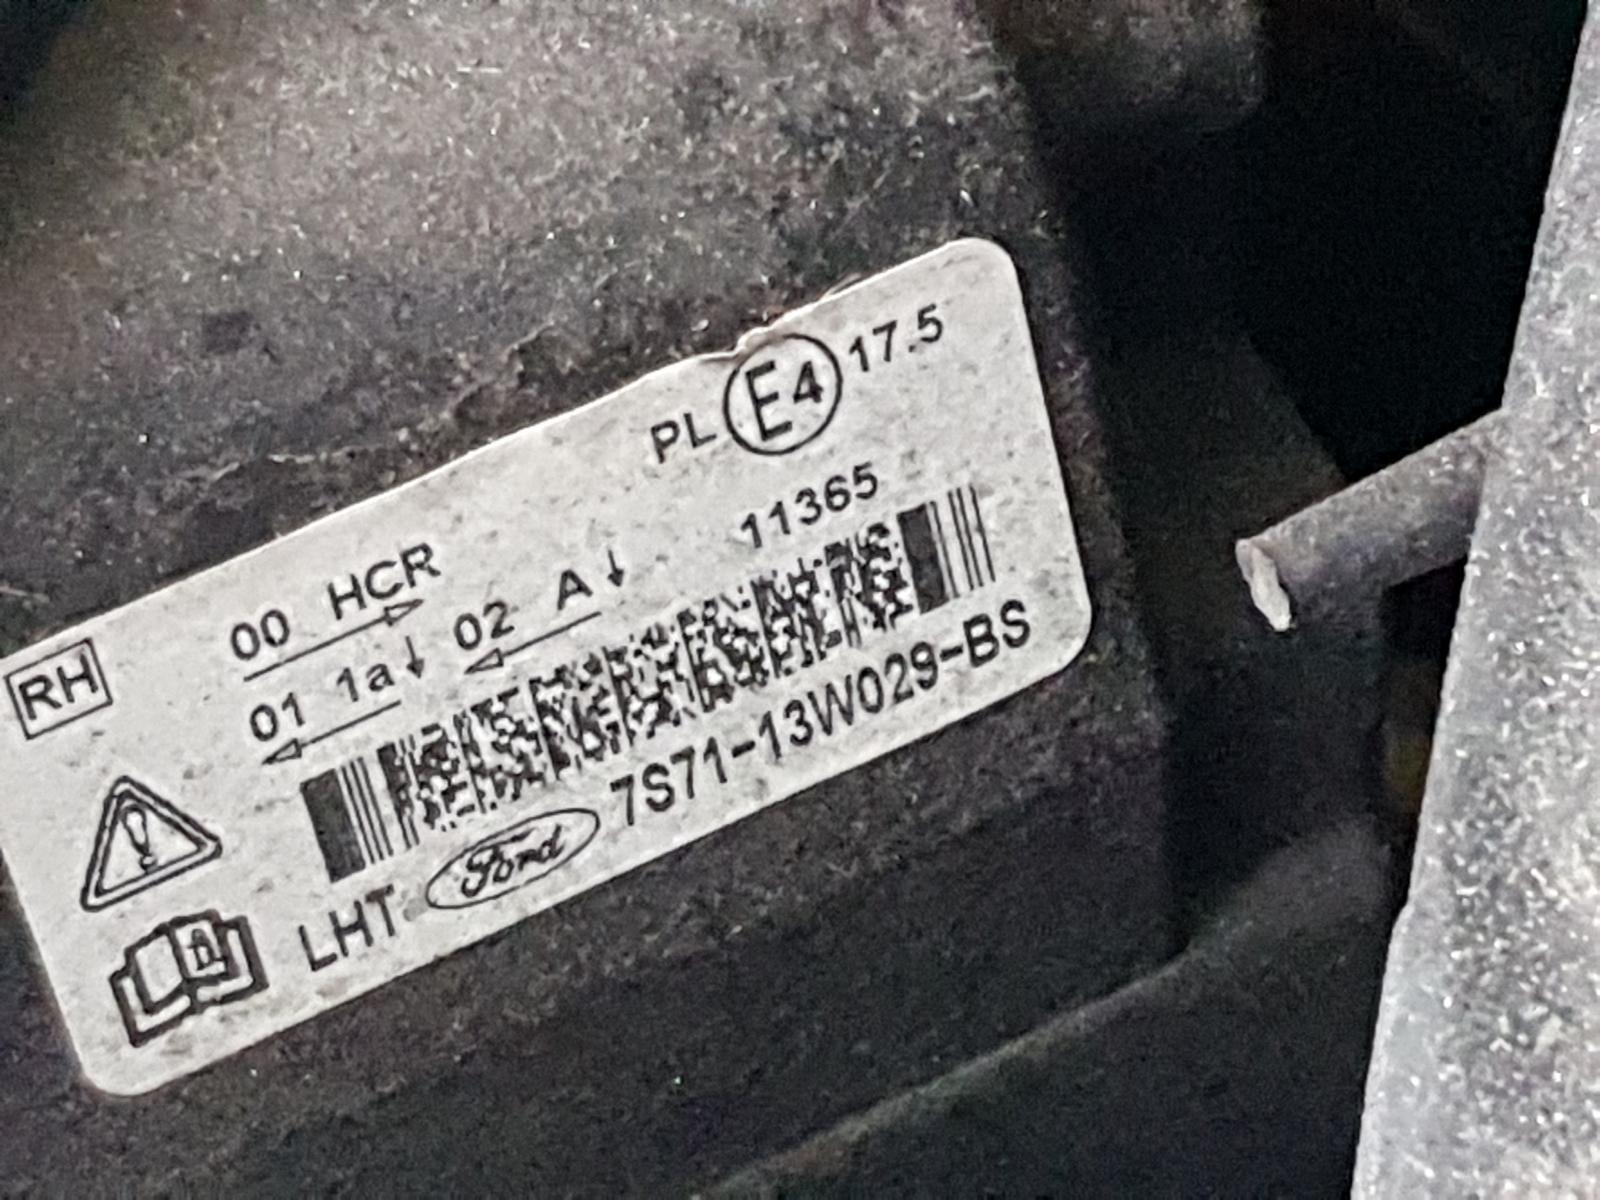 PL E4 17.5
11365
RH
00 HCR
01 1a↓
02 A↓
LHT Ford 7S71-13W029-BS